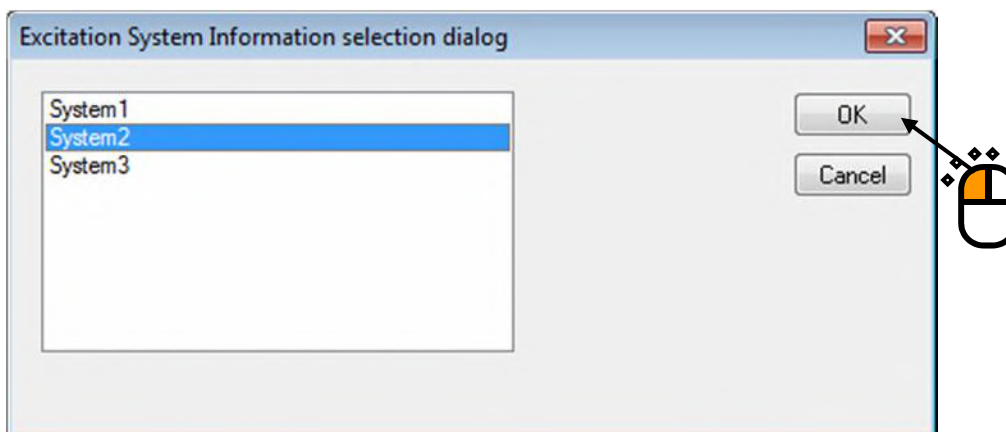 Excitation System Information selection dialog
System1
System2
System3
OK
Cancel